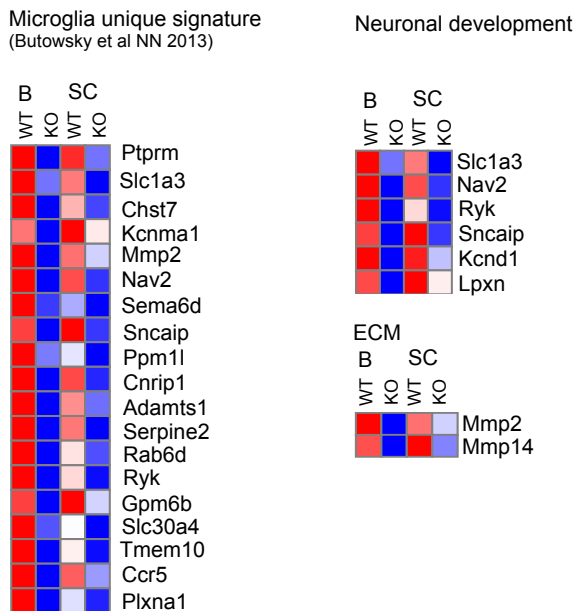 Microglia unique signature
(Butowsky et al NN 2013)
B SC
WT KO WT KO
Ptprm
Slc1a3
Chst7
Kcnma1
Mmp2
Nav2
Sema6d
Sncaip
Ppm1l
Cnrip1
Adamts1
Serpine2
Rab6d
Ryk
Gpm6b
Slc30a4
Tmem10
Ccr5
Plxna1
Neuronal development
B SC
WT KO WT KO
Slc1a3
Nav2
Ryk
Sncaip
Kcnd1
Lpxn
ECM
B SC
WT KO WT KO
Mmp2
Mmp14